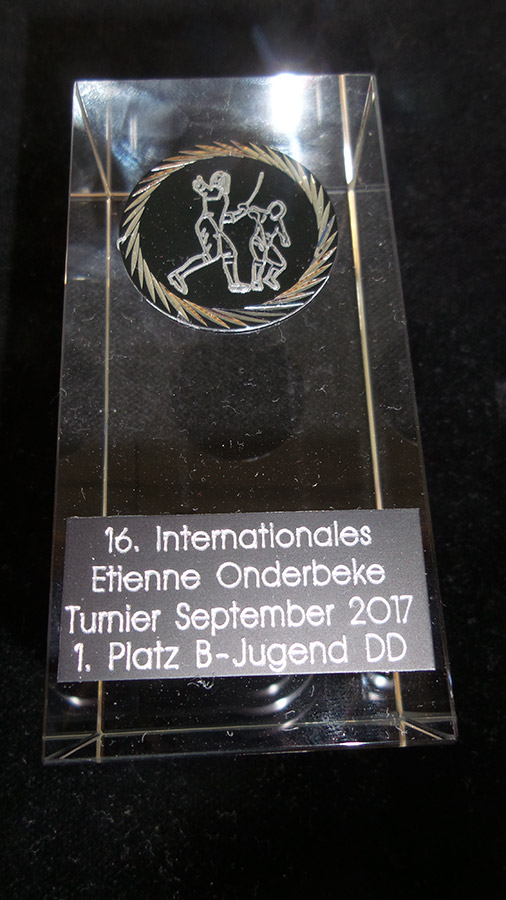 16. Internationales
Etienne Onderbeke
Turnier September 2017
1. Platz B-Jugend DD